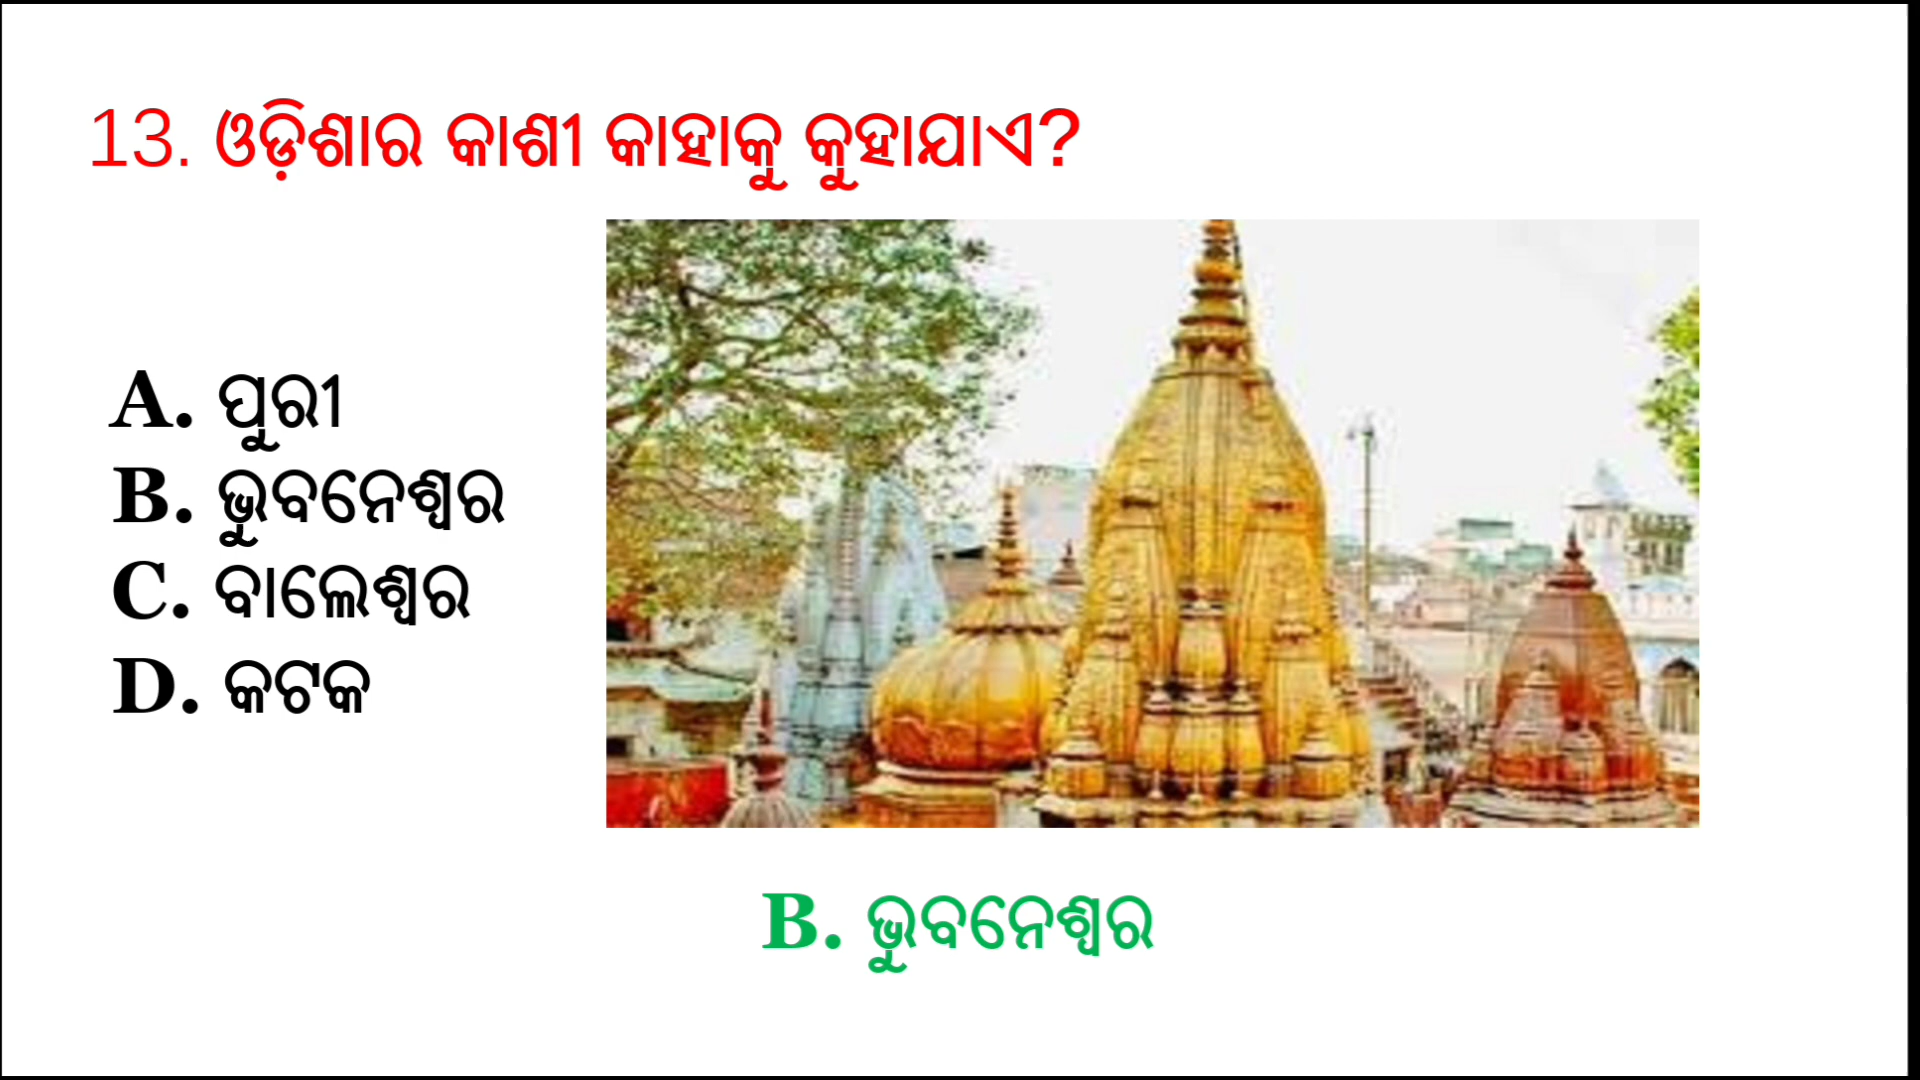 13. ଓଡ଼ିଶାର କାଶୀ କାହାକୁ କୁହାଯାଏ?
A. ପୁରୀ
B. ଭୁବନେଶ୍ୱର
C. ବାଲେଶ୍ୱର
D. କଟକ
B. ଭୁବନେଶ୍ୱର